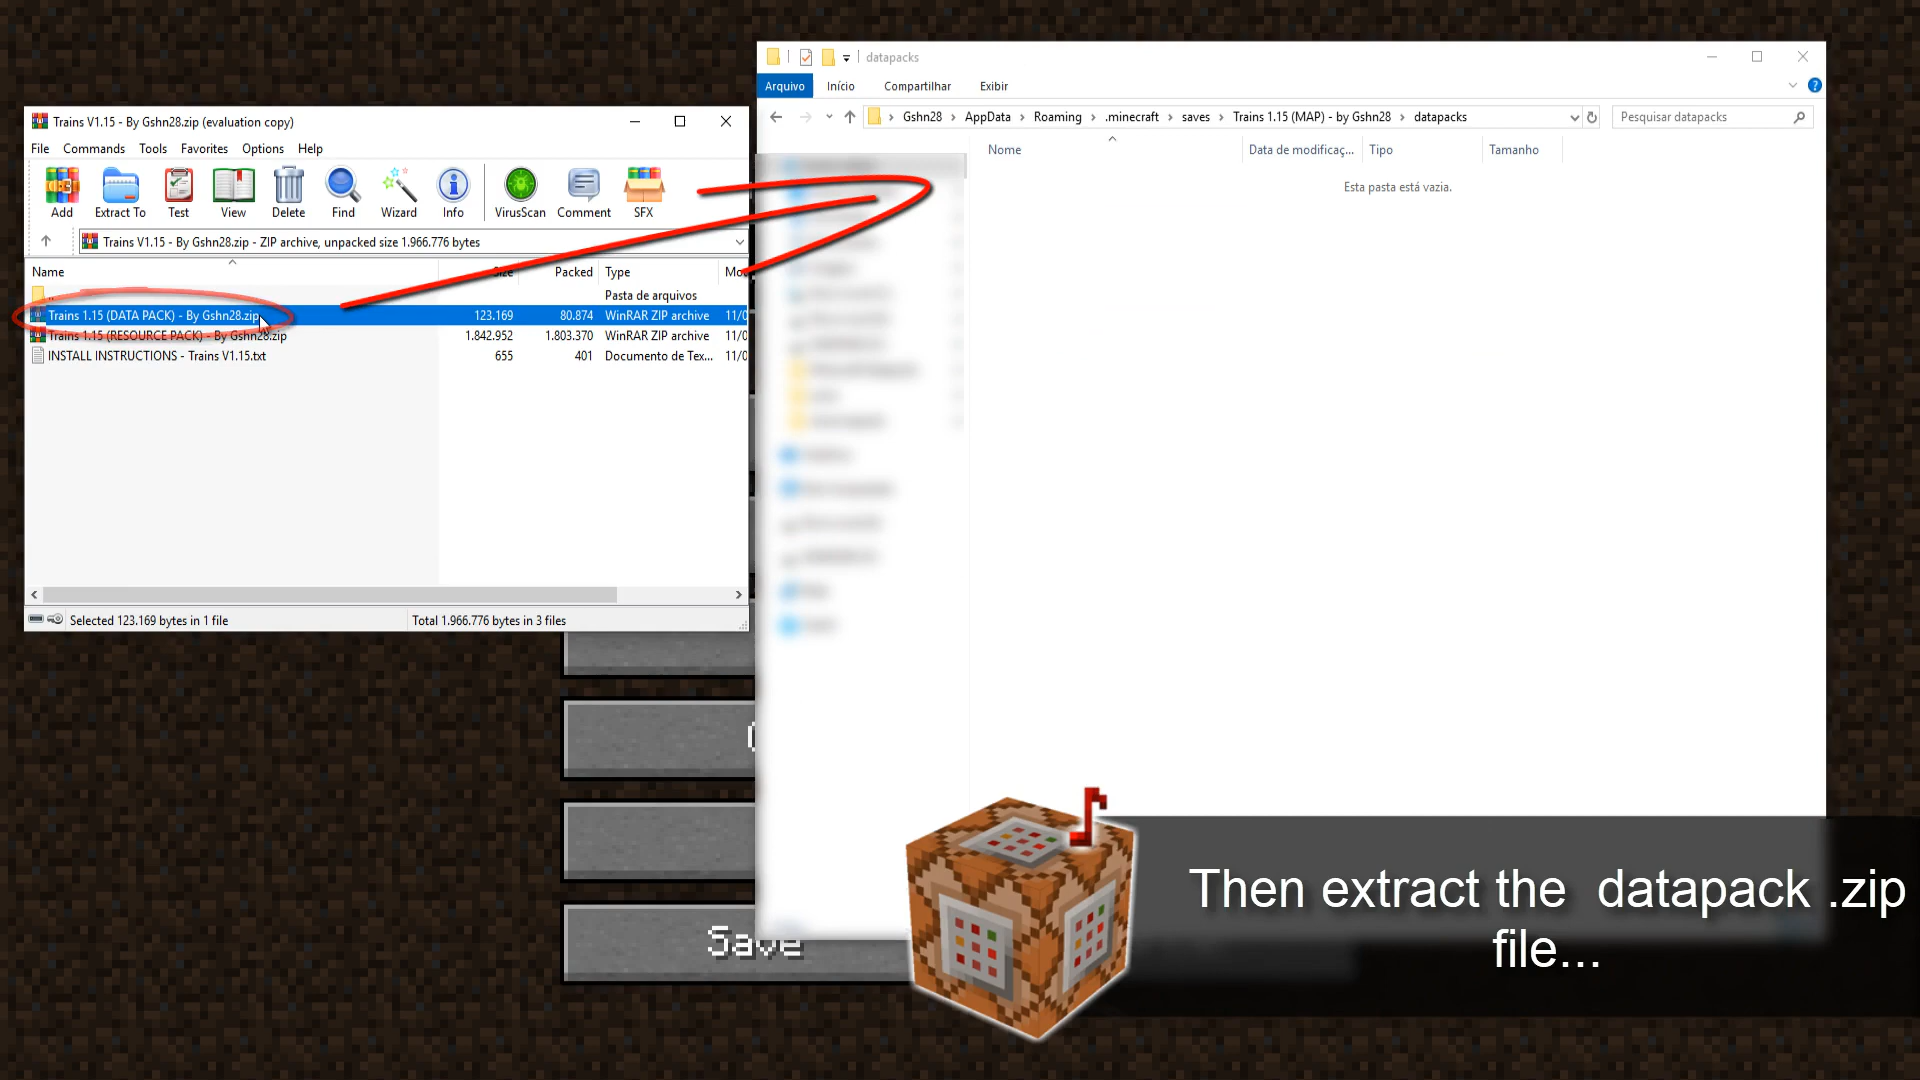 datapacks
Arquivo Início Compartilhar Exibir
Gshn28 › AppData › Roaming › .minecraft › saves › Trains 1.15 (MAP) - by Gshn28 › datapacks
Pesquisar datapacks
Nome Data de modificaç... Tipo Tamanho
Esta pasta está vazia.
Trains V1.15 - By Gshn28.zip (evaluation copy)
File Commands Tools Favorites Options Help
Add Extract To Test View Delete Find Wizard Info VirusScan Comment SFX
Trains V1.15 - By Gshn28.zip - ZIP archive, unpacked size 1.966.776 bytes
Name Size Packed Type
Pasta de arquivos
Trains 1.15 (DATA PACK) - By Gshn28.zip 123.169 80.874 WinRAR ZIP archive 11/0
Trains 1.15 (RESOURCE PACK) - By Gshn28.zip 1.842.952 1.803.370 WinRAR ZIP archive 11/0
INSTALL INSTRUCTIONS - Trains V1.15.txt 655 401 Documento de Tex... 11/0
Selected 123.169 bytes in 1 file Total 1.966.776 bytes in 3 files
Save
Then extract the datapack .zip
file...